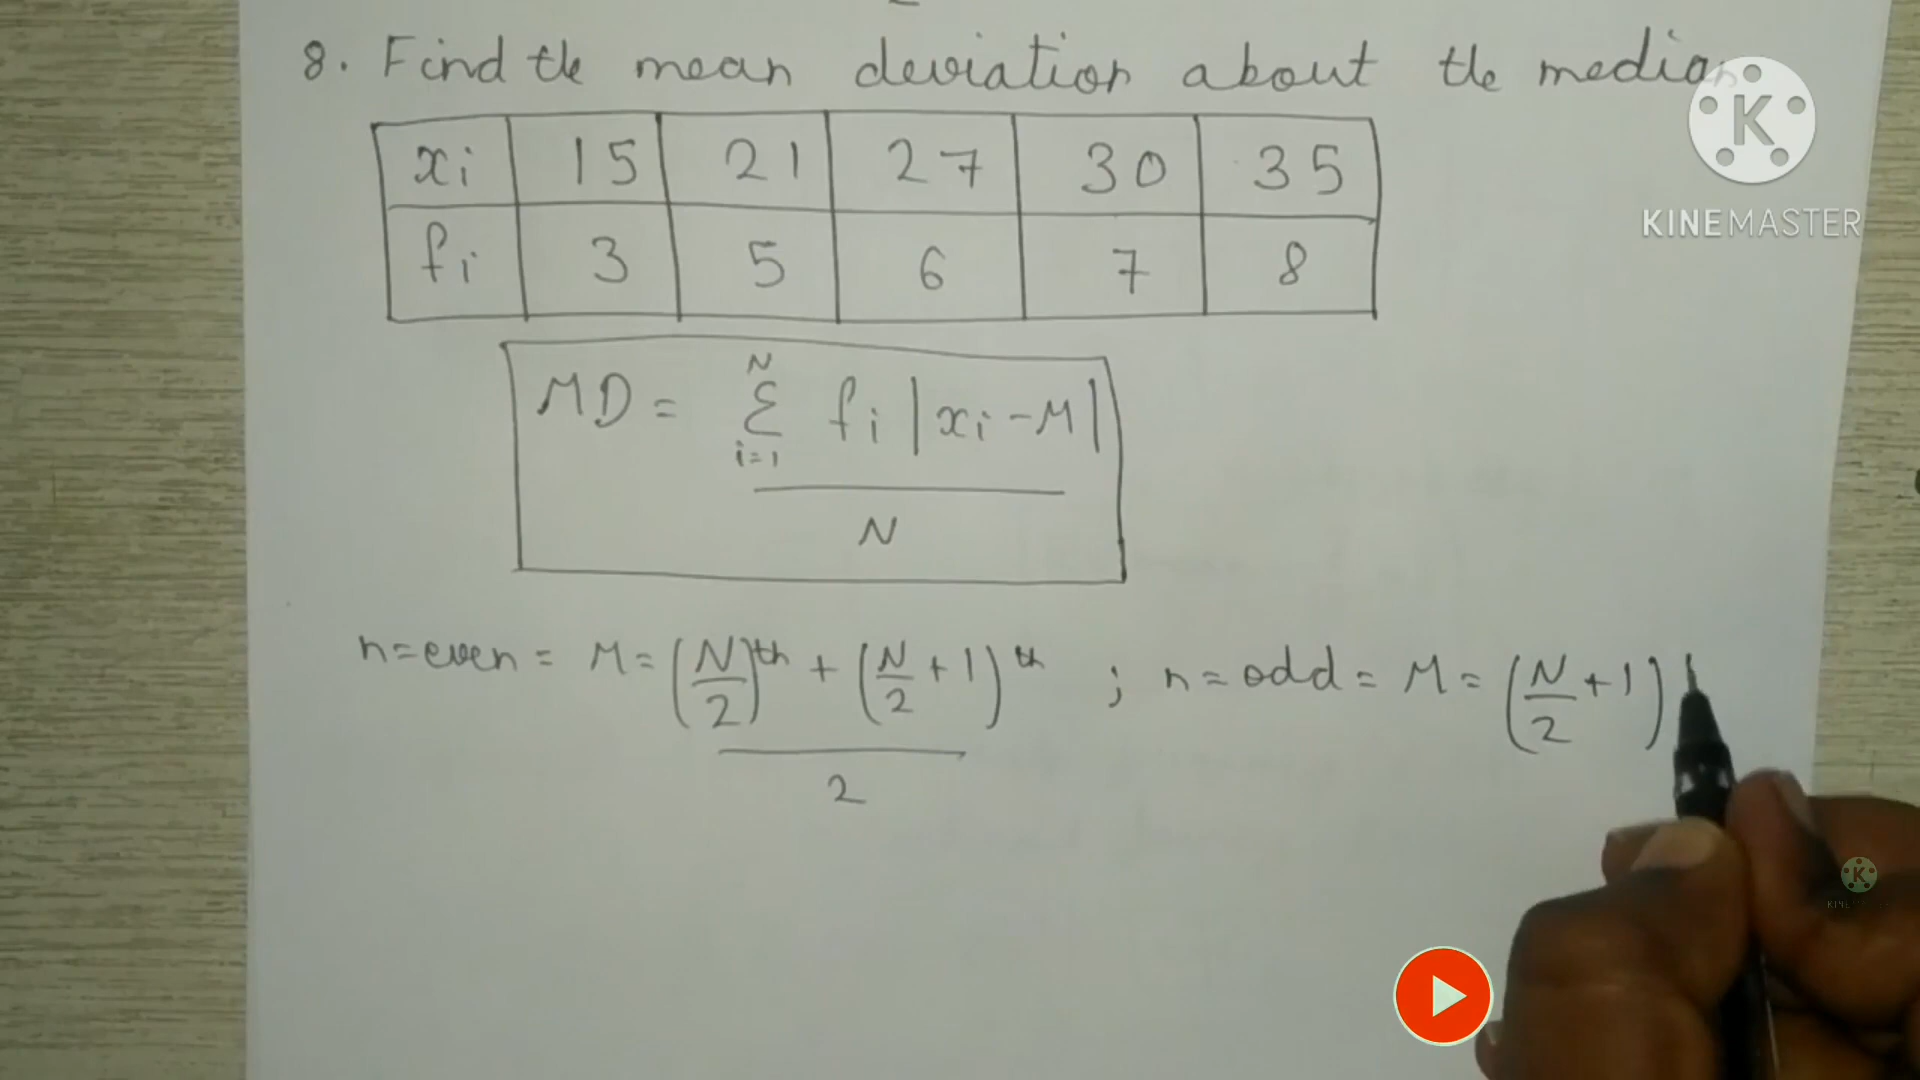 8. Find the mean deviation about the median
xi 15 21 27 30 35
fi 3 5 6 7 8
MD = N Σ i=1 fi |xi - M|
N
n=even = M = (N/2)th + (N/2 + 1)th ; n = odd = M = (N/2 + 1)
2
K
KINEMASTER
K